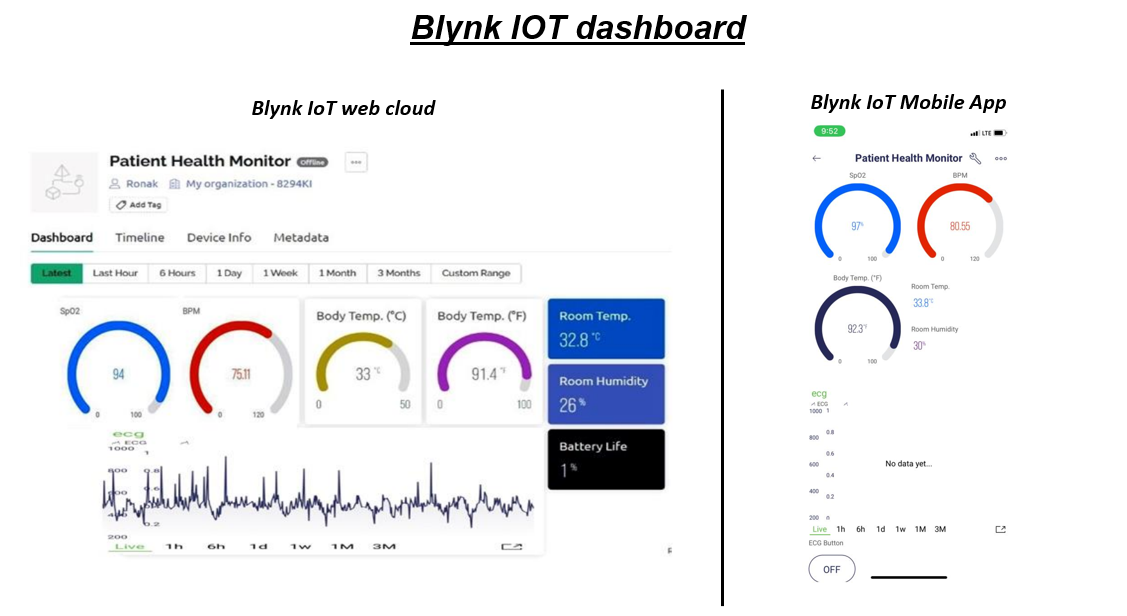 Blynk IOT dashboard
Blynk IoT web cloud
Patient Health Monitor Offline ...
Ronak My organization - 8294KI
Add Tag
Dashboard Timeline Device Info Metadata
Latest Last Hour 6 Hours 1 Day 1 Week 1 Month 3 Months Custom Range
SpO2 BPM Body Temp. (°C) Body Temp. (°F) Room Temp.
94 75.11 33 °C 91.4 °F 32.8 °C
0 100 0 120 0 50 0 100
Room Humidity
26 %
Battery Life
1 %
ecg
ECG
1000 1
800 0.8
600 0.6
400
0.2
200
Live 1h 6h 1d 1w 1M 3M
Blynk IoT Mobile App
9:52 LTE
Patient Health Monitor
SpO2 BPM
97% 80.55
0 100 0 120
Body Temp. (°F)
92.3°F
0 100
Room Temp.
33.8°C
Room Humidity
30%
ecg
ECG
1000 1
0.8
800
0.6
600
0.4
400
0.2
200 0
No data yet...
Live 1h 6h 1d 1w 1M 3M
ECG Button
OFF